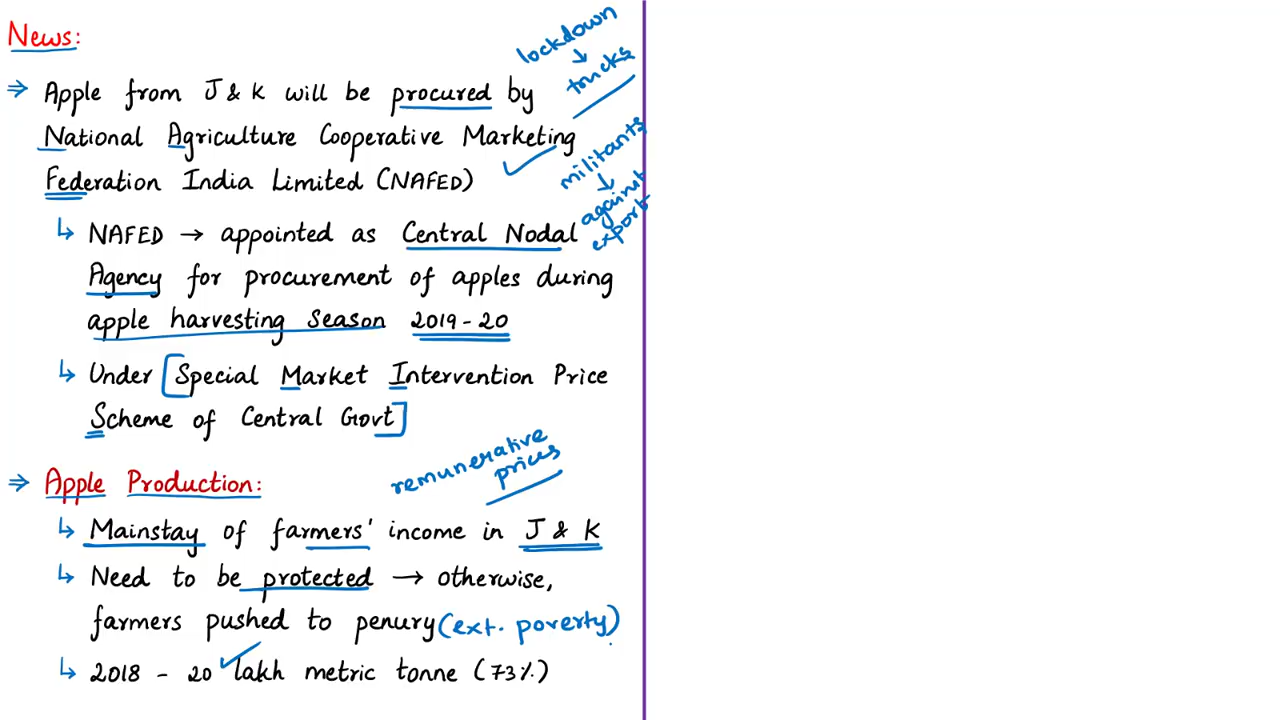 News:
lockdown
↓
trucks
⇒ Apple from J & K will be procured by
National Agriculture Cooperative Marketing
Federation India Limited (NAFED)
militants
↓
against
export
↳ NAFED → appointed as Central Nodal
Agency for procurement of apples during
apple harvesting season 2019-20
↳ Under [Special Market Intervention Price
Scheme of Central Govt]
⇒ Apple Production:
remunerative
prices
↳ Mainstay of farmers' income in J & K
↳ Need to be protected → otherwise,
farmers pushed to penury (ext. poverty)
↳ 2018 - 20 lakh metric tonne (73%)